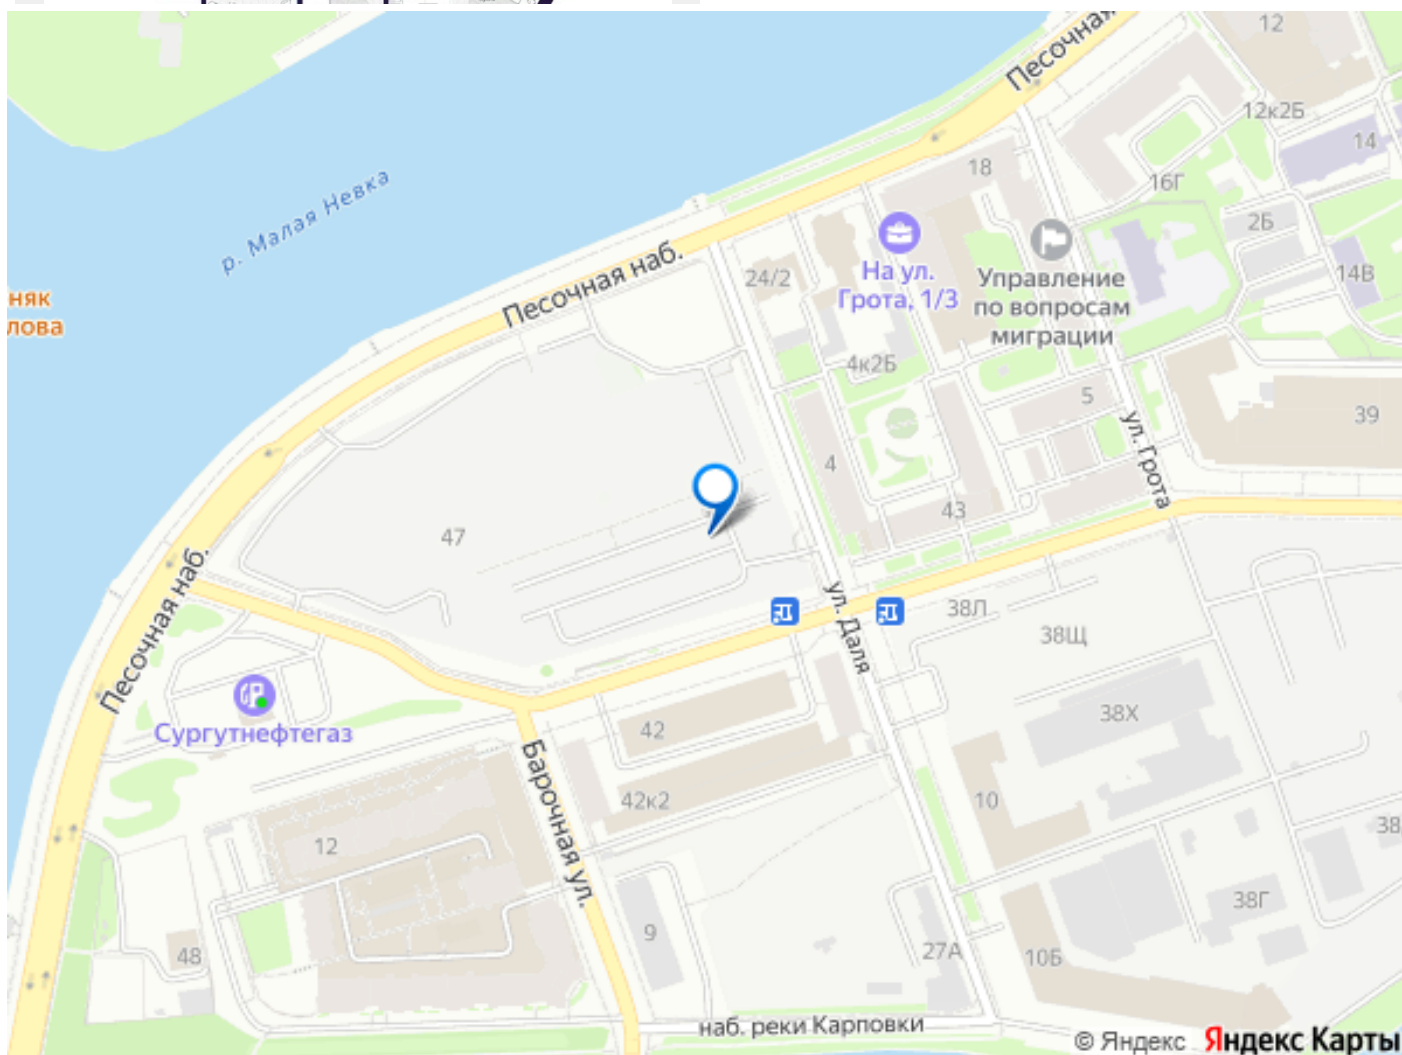 Песочная
12
12к2Б
14
18
16Г
2Б
14В
р. Малая Невка
няк
лова
Песочная наб.
24/2
На ул.
Грота, 1/3
Управление
по вопросам
миграции
4к2Б
5
39
ул. Грота
4
43
47
Песочная наб.
ул. Даля
38Л
38Щ
Сургутнефтегаз
42
38Х
42к2
10
38
Барочная ул.
12
38Г
9
27А
10Б
48
наб. реки Карповки
© Яндекс Яндекс Карты